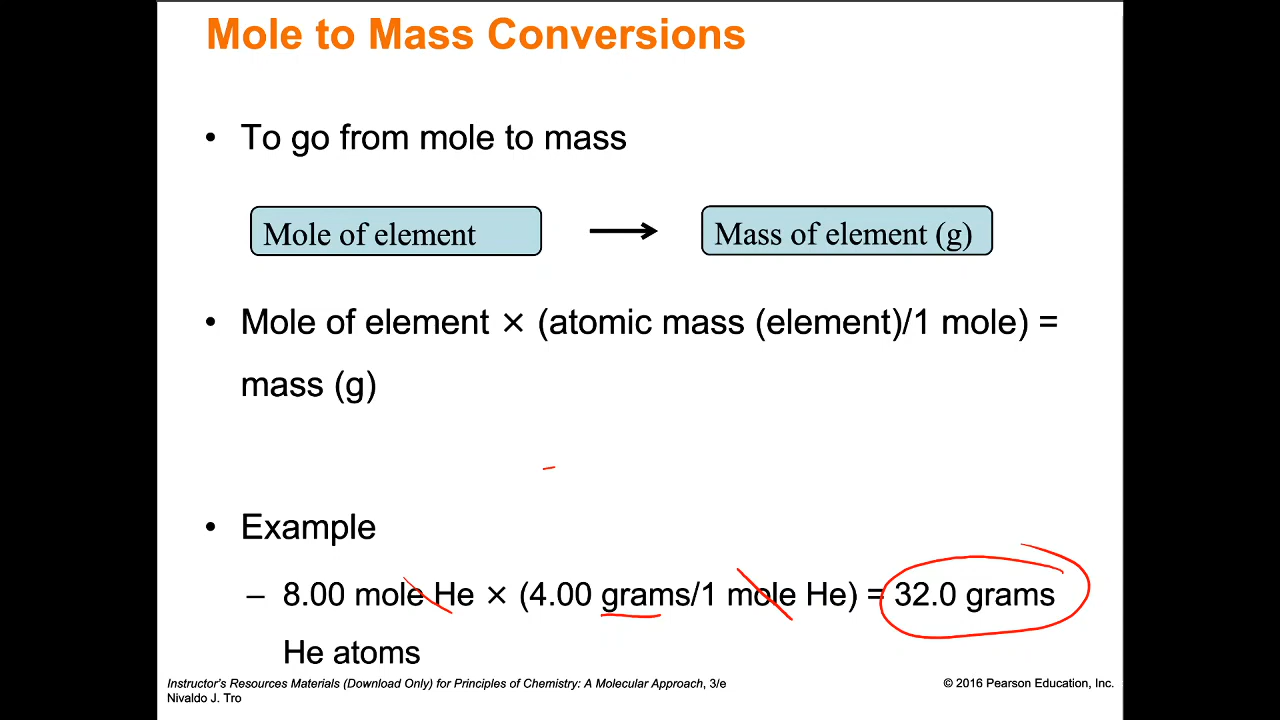 Mole to Mass Conversions
• To go from mole to mass
Mole of element
Mass of element (g)
• Mole of element × (atomic mass (element)/1 mole) =
mass (g)
• Example
– 8.00 mole He × (4.00 grams/1 mole He) = 32.0 grams
He atoms
Instructor's Resources Materials (Download Only) for Principles of Chemistry: A Molecular Approach, 3/e
Nivaldo J. Tro
© 2016 Pearson Education, Inc.